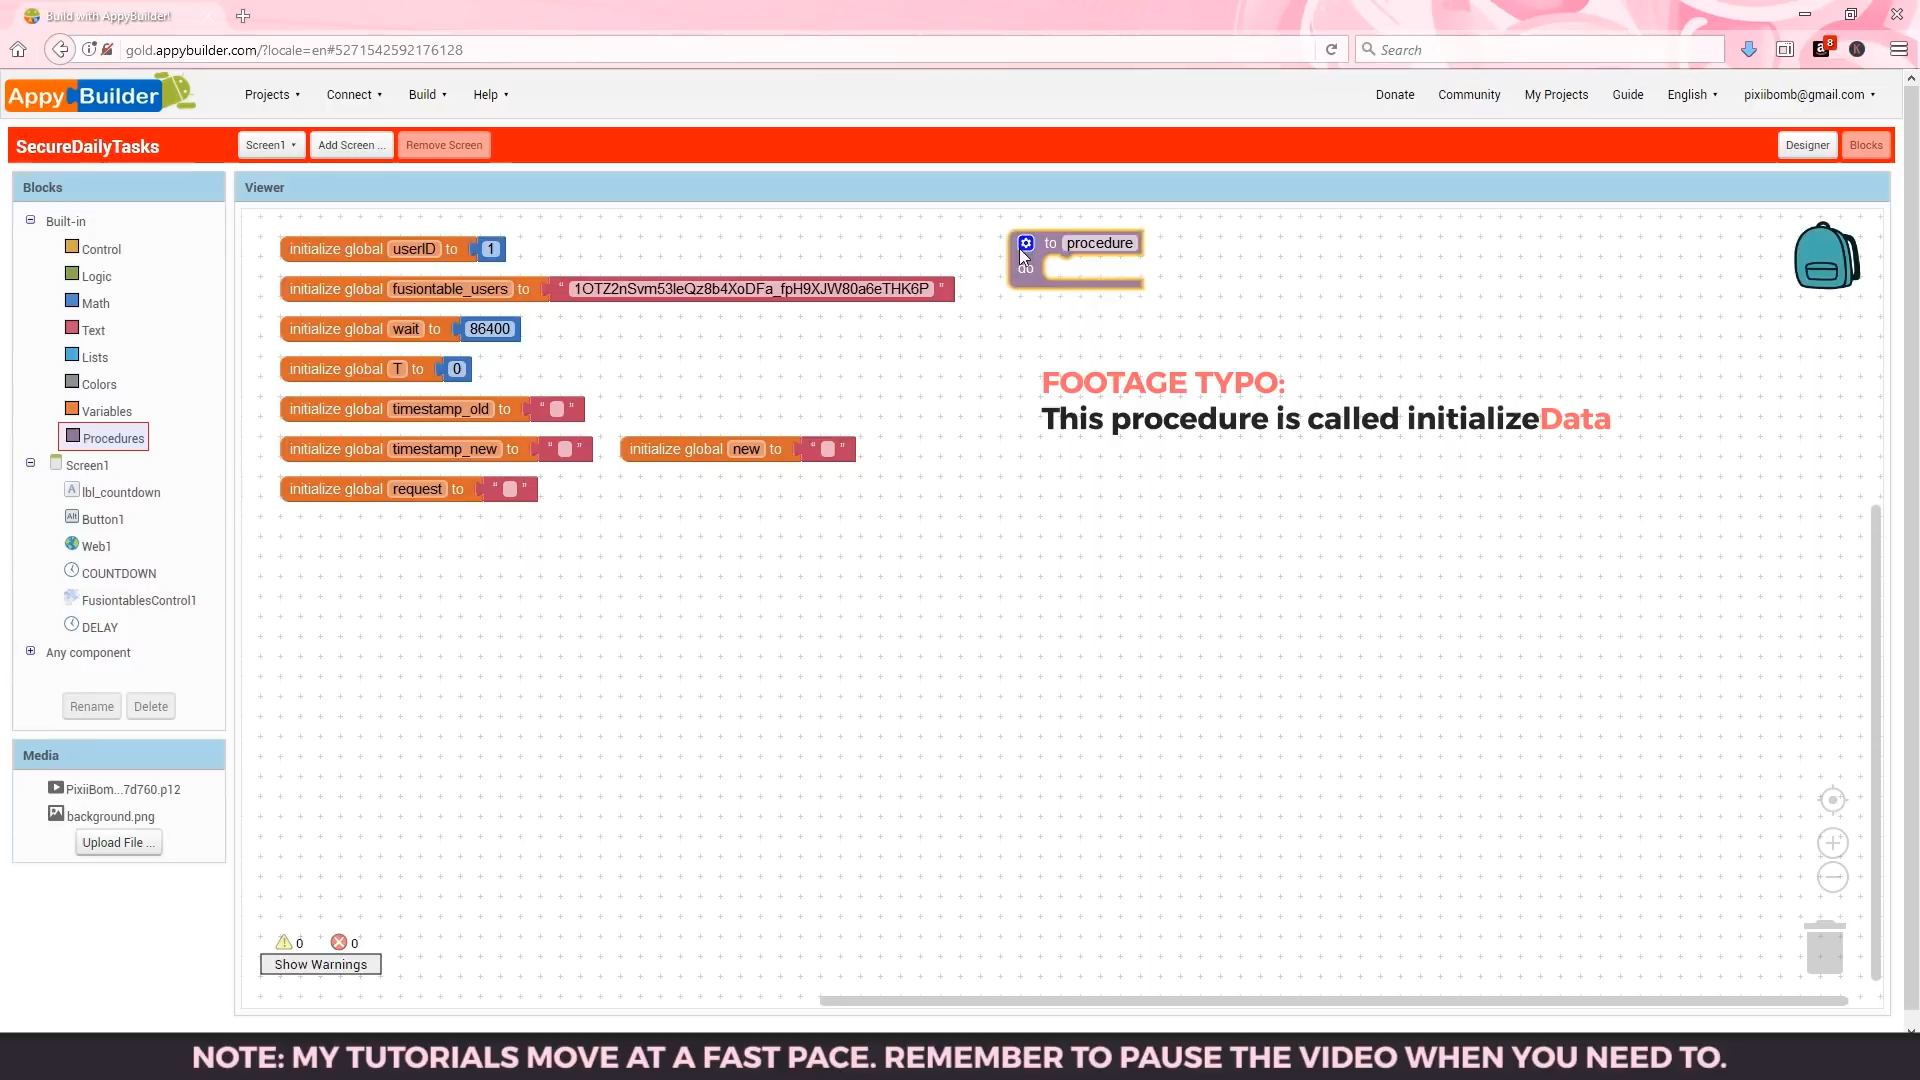 Build with AppyBuilder!
gold.appybuilder.com/?locale=en#5271542592176128
Search
8
K
Appy Builder
Projects
Connect
Build
Help
Donate
Community
My Projects
Guide
English
pixiibomb@gmail.com
SecureDailyTasks
Screen1
Add Screen ...
Remove Screen
Designer
Blocks
Blocks
Built-in
Control
Logic
Math
Text
Lists
Colors
Variables
Procedures
Screen1
lbl_countdown
Button1
Web1
COUNTDOWN
FusiontablesControl1
DELAY
Any component
Rename
Delete
Media
PixiiBom...7d760.p12
background.png
Upload File ...
Viewer
initialize global userID to 1
initialize global fusiontable_users to " 1OTZ2nSvm53leQz8b4XoDFa_fpH9XJW80a6eTHK6P "
initialize global wait to 86400
initialize global T to 0
initialize global timestamp_old to " "
initialize global timestamp_new to " "
initialize global new to " "
initialize global request to " "
to procedure
do
FOOTAGE TYPO:
This procedure is called initializeData
0
0
Show Warnings
NOTE: MY TUTORIALS MOVE AT A FAST PACE. REMEMBER TO PAUSE THE VIDEO WHEN YOU NEED TO.